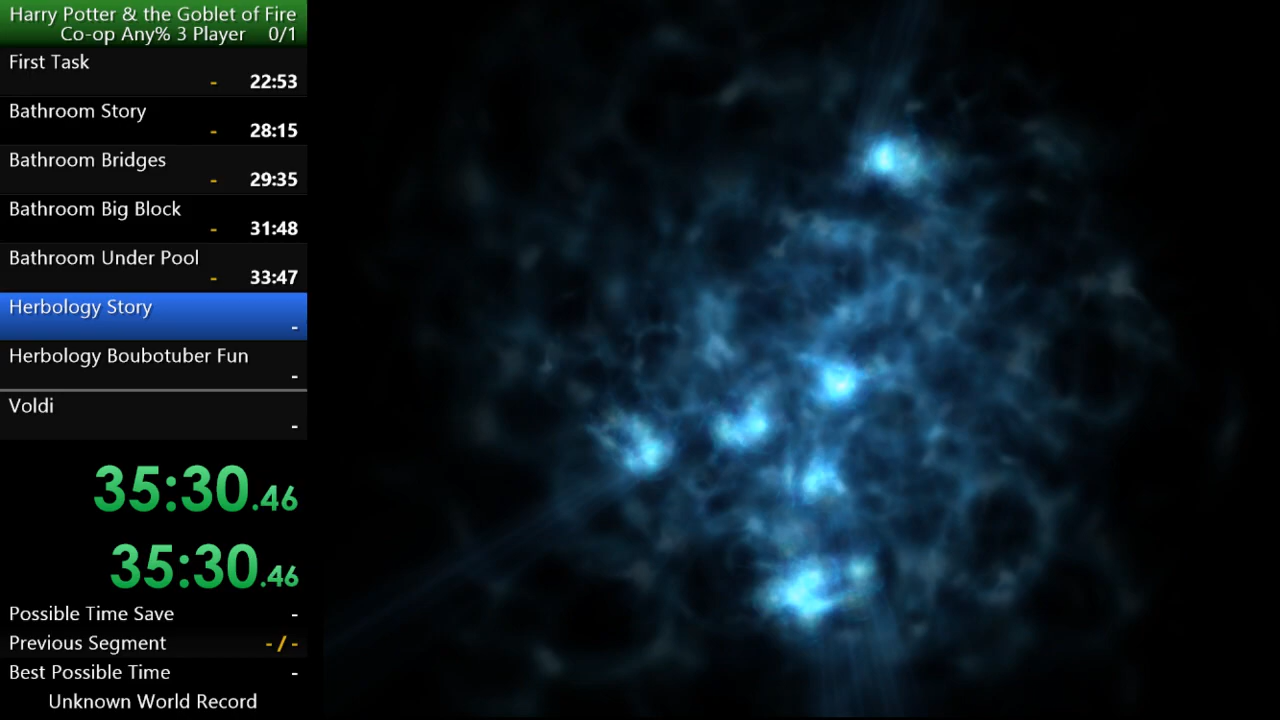 Harry Potter & the Goblet of Fire
Co-op Any% 3 Player 0/1
First Task
- 22:53
Bathroom Story
- 28:15
Bathroom Bridges
- 29:35
Bathroom Big Block
- 31:48
Bathroom Under Pool
- 33:47
Herbology Story
-
Herbology Boubotuber Fun
-
Voldi
-
35:30.46
35:30.46
Possible Time Save -
Previous Segment - / -
Best Possible Time -
Unknown World Record